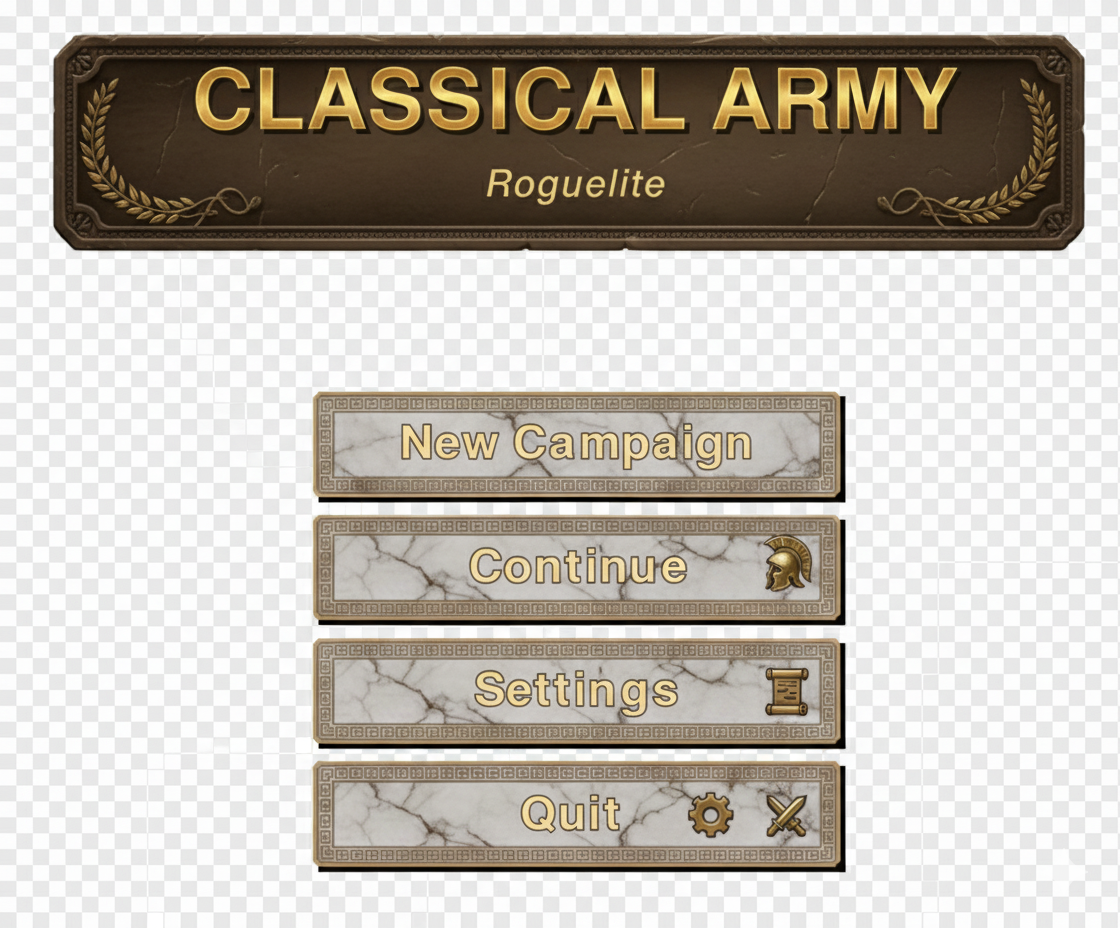 CLASSICAL ARMY
Roguelite
New Campaign
Continue
Settings
Quit